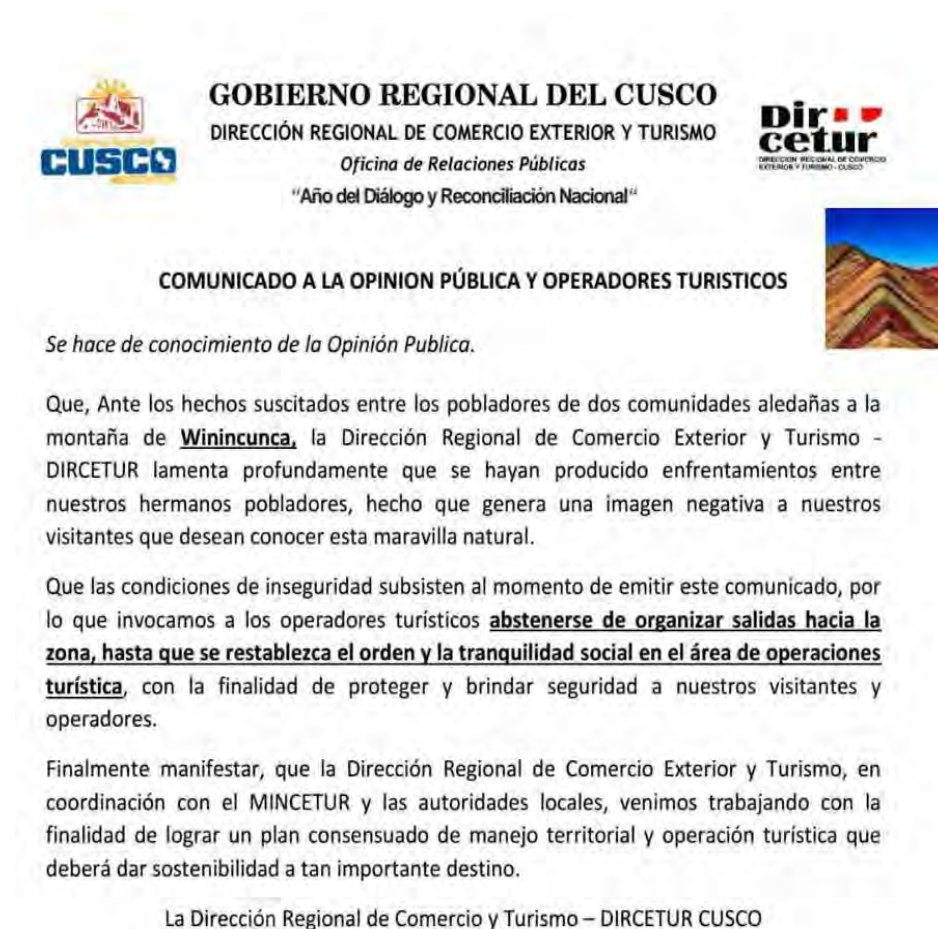 GOBIERNO REGIONAL DEL CUSCO
DIRECCIÓN REGIONAL DE COMERCIO EXTERIOR Y TURISMO
Oficina de Relaciones Públicas
"Año del Diálogo y Reconciliación Nacional"
CUSCO
Dir
cetur
DIRECCION REGIONAL DE COMERCIO
EXTERIOR Y TURISMO - CUSCO
COMUNICADO A LA OPINION PÚBLICA Y OPERADORES TURISTICOS
Se hace de conocimiento de la Opinión Publica.
Que, Ante los hechos suscitados entre los pobladores de dos comunidades aledañas a la
montaña de Winincunca, la Dirección Regional de Comercio Exterior y Turismo -
DIRCETUR lamenta profundamente que se hayan producido enfrentamientos entre
nuestros hermanos pobladores, hecho que genera una imagen negativa a nuestros
visitantes que desean conocer esta maravilla natural.
Que las condiciones de inseguridad subsisten al momento de emitir este comunicado, por
lo que invocamos a los operadores turísticos abstenerse de organizar salidas hacia la
zona, hasta que se restablezca el orden y la tranquilidad social en el área de operaciones
turística, con la finalidad de proteger y brindar seguridad a nuestros visitantes y
operadores.
Finalmente manifestar, que la Dirección Regional de Comercio Exterior y Turismo, en
coordinación con el MINCETUR y las autoridades locales, venimos trabajando con la
finalidad de lograr un plan consensuado de manejo territorial y operación turística que
deberá dar sostenibilidad a tan importante destino.
La Dirección Regional de Comercio y Turismo – DIRCETUR CUSCO